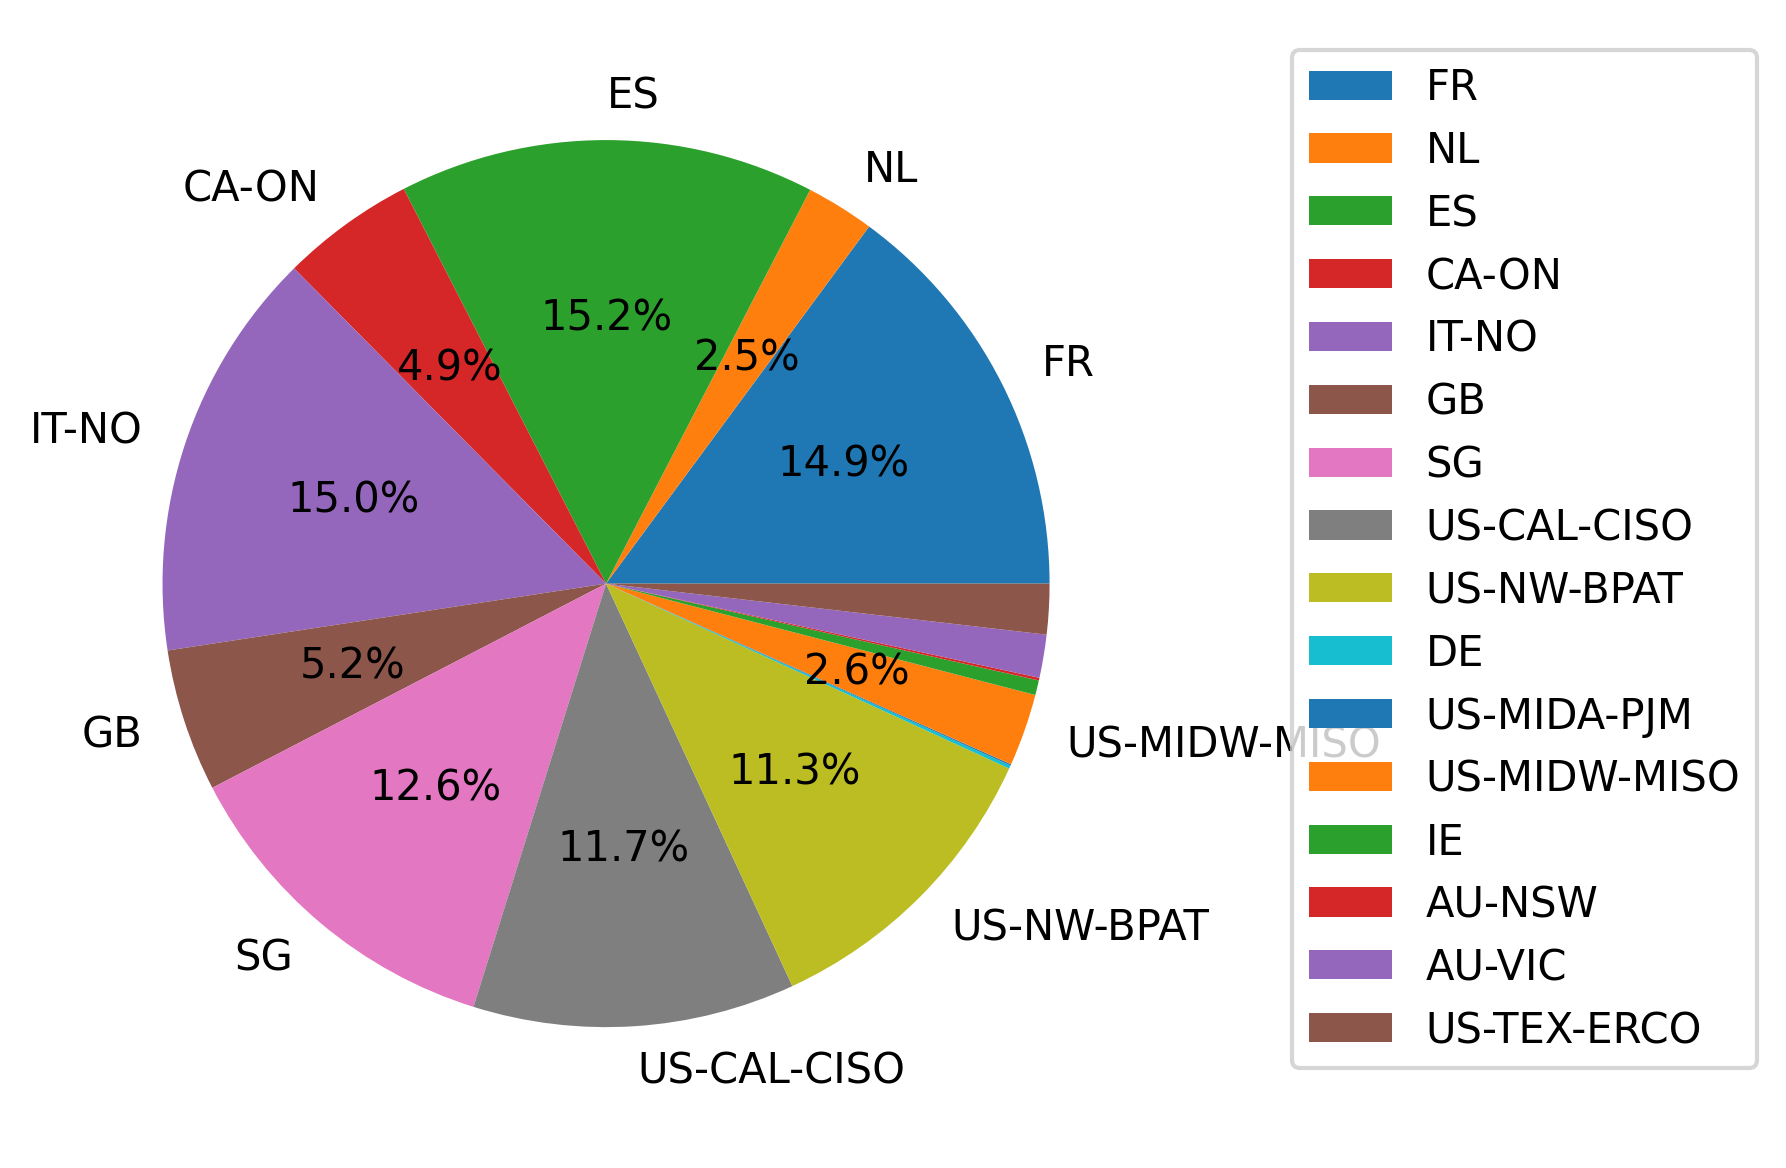 ES
NL
CA-ON
FR
15.2%
2.5%
4.9%
IT-NO
14.9%
15.0%
5.2%
2.6%
GB
US-MIDW-MISO
11.3%
12.6%
11.7%
US-NW-BPAT
SG
US-CAL-CISO
FR
NL
ES
CA-ON
IT-NO
GB
SG
US-CAL-CISO
US-NW-BPAT
DE
US-MIDA-PJM
US-MIDW-MISO
IE
AU-NSW
AU-VIC
US-TEX-ERCO